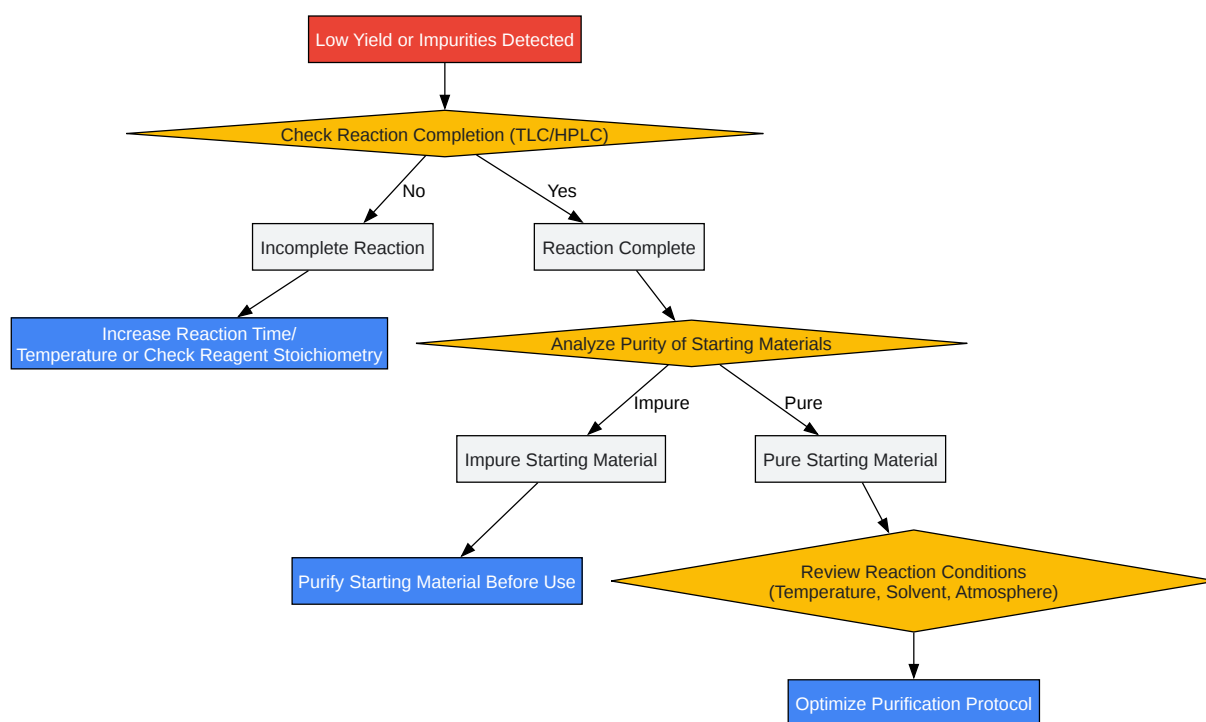 Low Yield or Impurities Detected
Check Reaction Completion (TLC/HPLC)
No
Yes
Incomplete Reaction
Reaction Complete
Increase Reaction Time/
Temperature or Check Reagent Stoichiometry
Analyze Purity of Starting Materials
Impure
Pure
Impure Starting Material
Pure Starting Material
Purify Starting Material Before Use
Review Reaction Conditions
(Temperature, Solvent, Atmosphere)
Optimize Purification Protocol